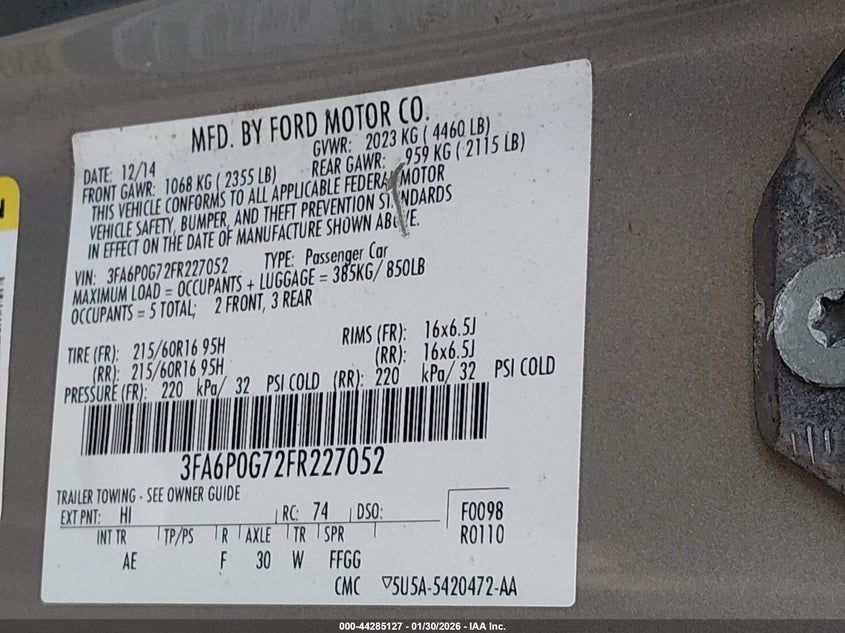 MFD. BY FORD MOTOR CO.
DATE: 12/14 GVWR: 2023 KG ( 4460 LB)
FRONT GAWR: 1068 KG ( 2355 LB) REAR GAWR: 959 KG ( 2115 LB)
THIS VEHICLE CONFORMS TO ALL APPLICABLE FEDERAL MOTOR
VEHICLE SAFETY, BUMPER, AND THEFT PREVENTION STANDARDS
IN EFFECT ON THE DATE OF MANUFACTURE SHOWN ABOVE.
VIN: 3FA6P0G72FR227052 TYPE: Passenger Car
MAXIMUM LOAD = OCCUPANTS + LUGGAGE = 385KG/ 850LB
OCCUPANTS = 5 TOTAL; 2 FRONT, 3 REAR
TIRE (FR): 215/60R16 95H RIMS (FR): 16x6.5J
(RR): 215/60R16 95H (RR): 16x6.5J
PRESSURE (FR): 220 kPa/ 32 PSI COLD (RR): 220 kPa/ 32 PSI COLD
3FA6P0G72FR227052
TRAILER TOWING - SEE OWNER GUIDE
EXT PNT: HI RC: 74 DSO: F0098
INT TR TP/PS R AXLE TR SPR R0110
AE F 30 W FFGG
CMC ▽5U5A-5420472-AA
000-44285127 - 01/30/2026 - IAA Inc.